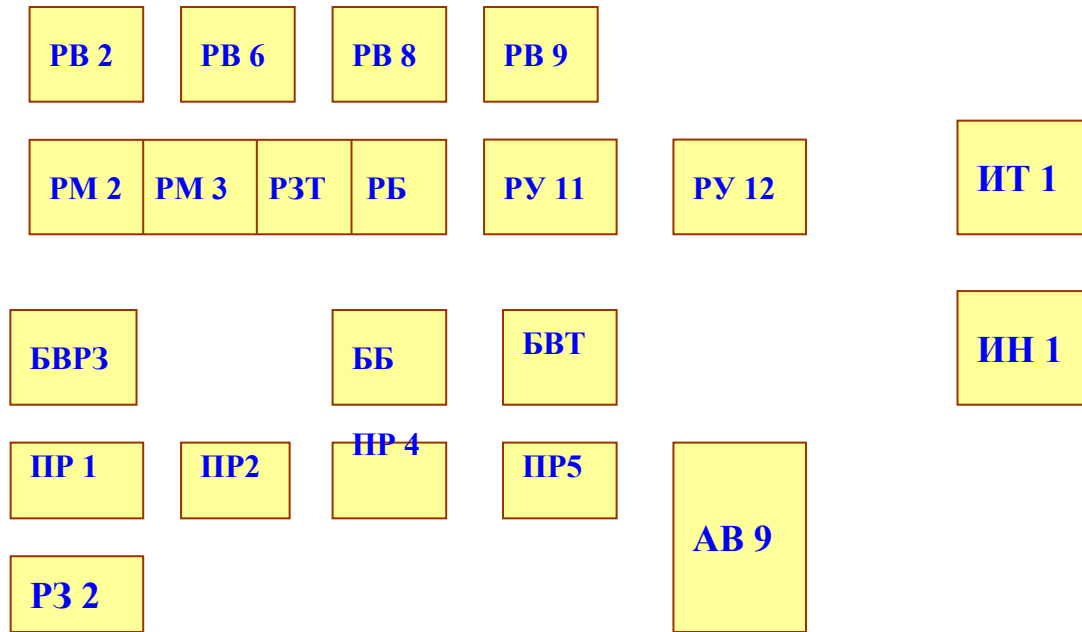 РВ 2 РВ 6 РВ 8 РВ 9
РМ 2 РМ 3 РЗТ РБ РУ 11 РУ 12 ИТ 1
БВРЗ ББ БВТ ИН 1
ПР 1 ПР2 ПР 4 ПР5
АВ 9
РЗ 2